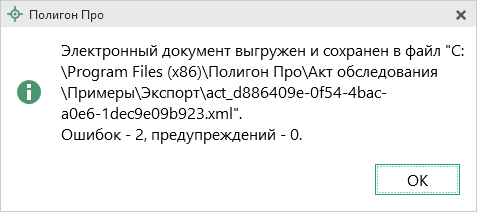 Полигон Про
Электронный документ выгружен и сохранен в файл "C:
\Program Files (x86)\Полигон Про\Акт обследования
\Примеры\Экспорт\act_d886409e-0f54-4bac-
a0e6-1dec9e09b923.xml".
Ошибок - 2, предупреждений - 0.
OK